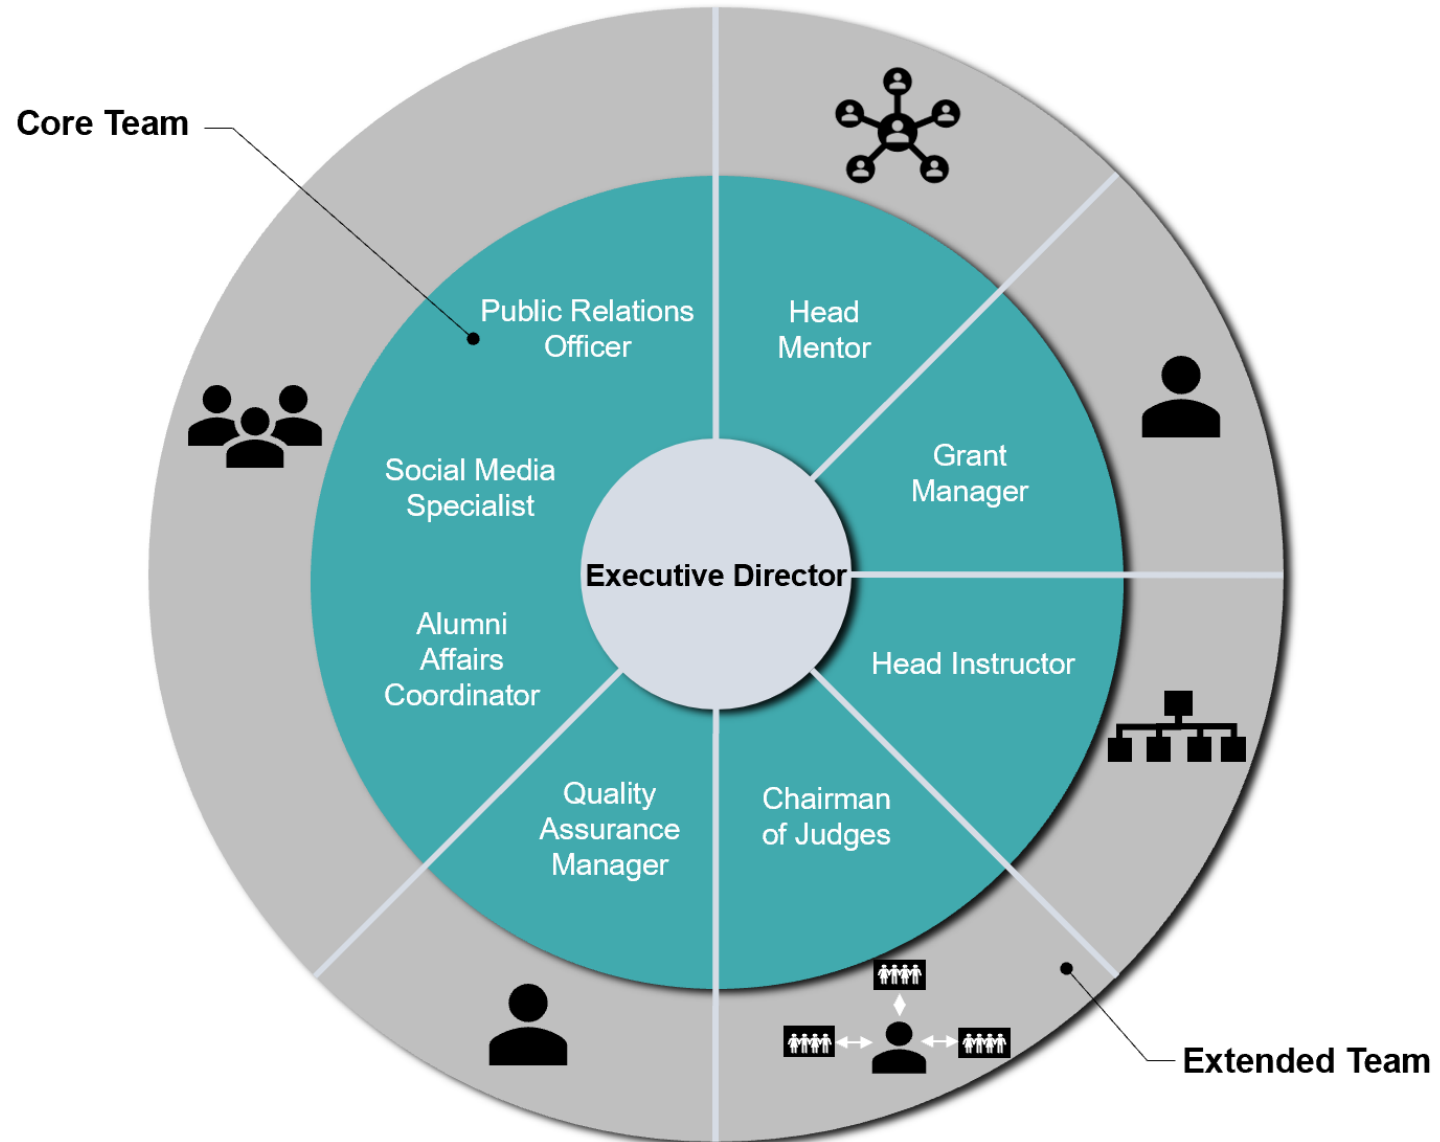 Core Team
Public Relations
Officer
Head
Mentor
Social Media
Specialist
Grant
Manager
Executive Director
Alumni
Affairs
Coordinator
Head Instructor
Quality
Assurance
Manager
Chairman
of Judges
Extended Team